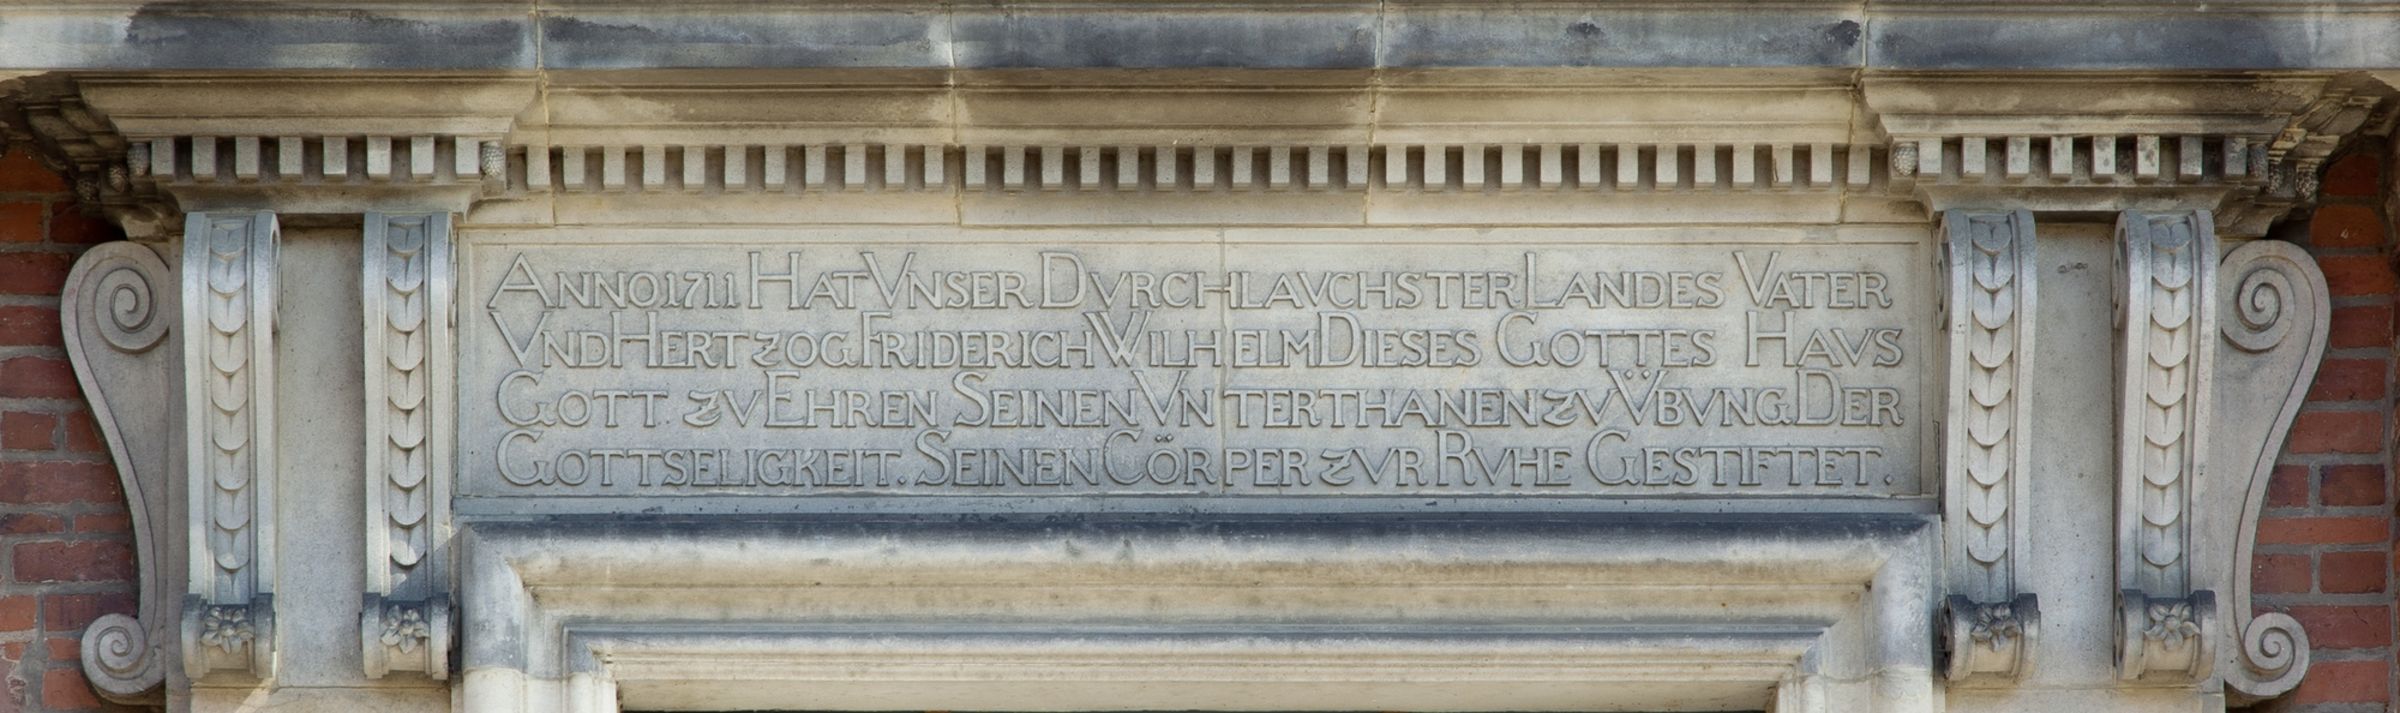 ANNO 1711 HAT VNSER DVRCHLAVCHSTER LANDES VATER
VND HERTZOG FRIDERICH WILHELM DIESES GOTTES HAVS
GOTT ZV EHREN SEINEN VNTERTHANEN ZV V̈BVNG DER
GOTTSELIGKEIT. SEINEN CÖRPER ZVR RVHE GESTIFTET.